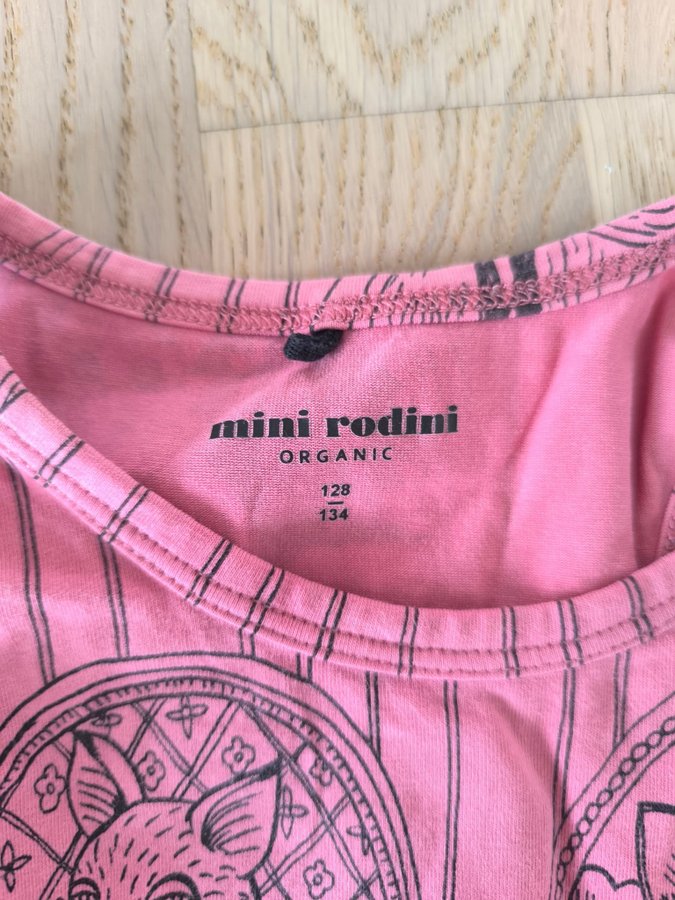 mini rodini
ORGANIC
128
134